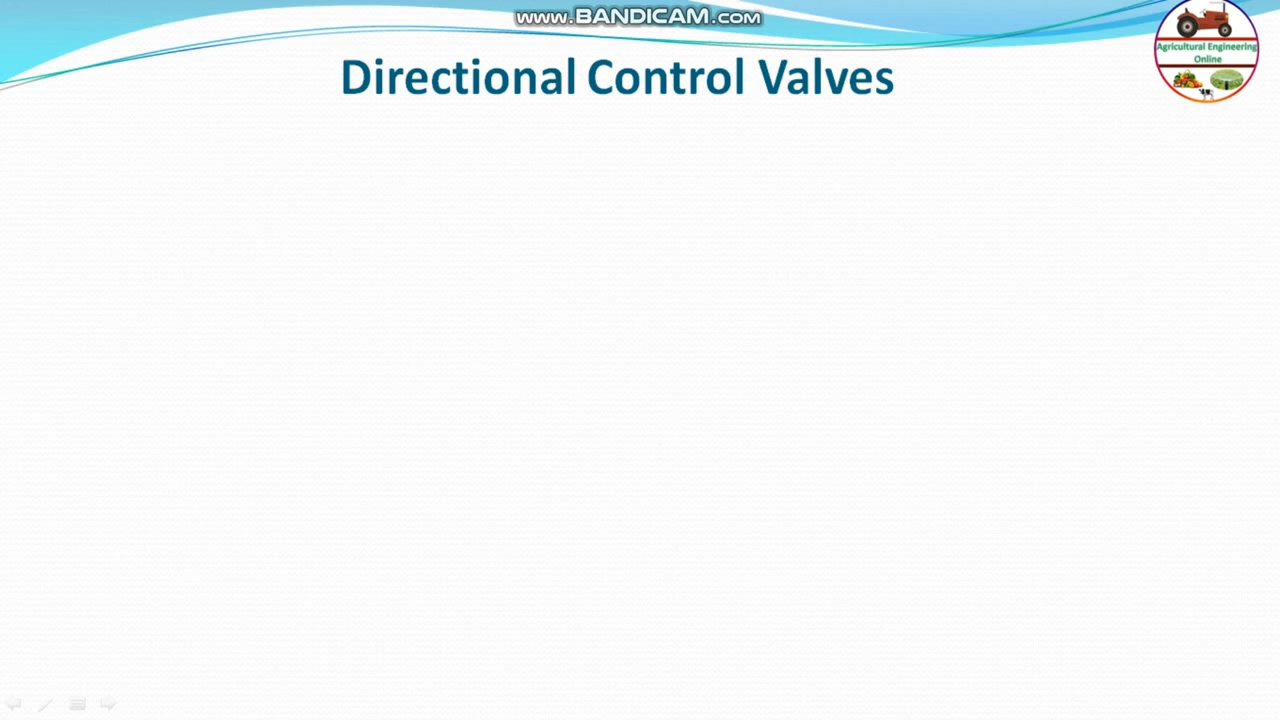 www.BANDICAM.com
Directional Control Valves
Agricultural Engineering
Online